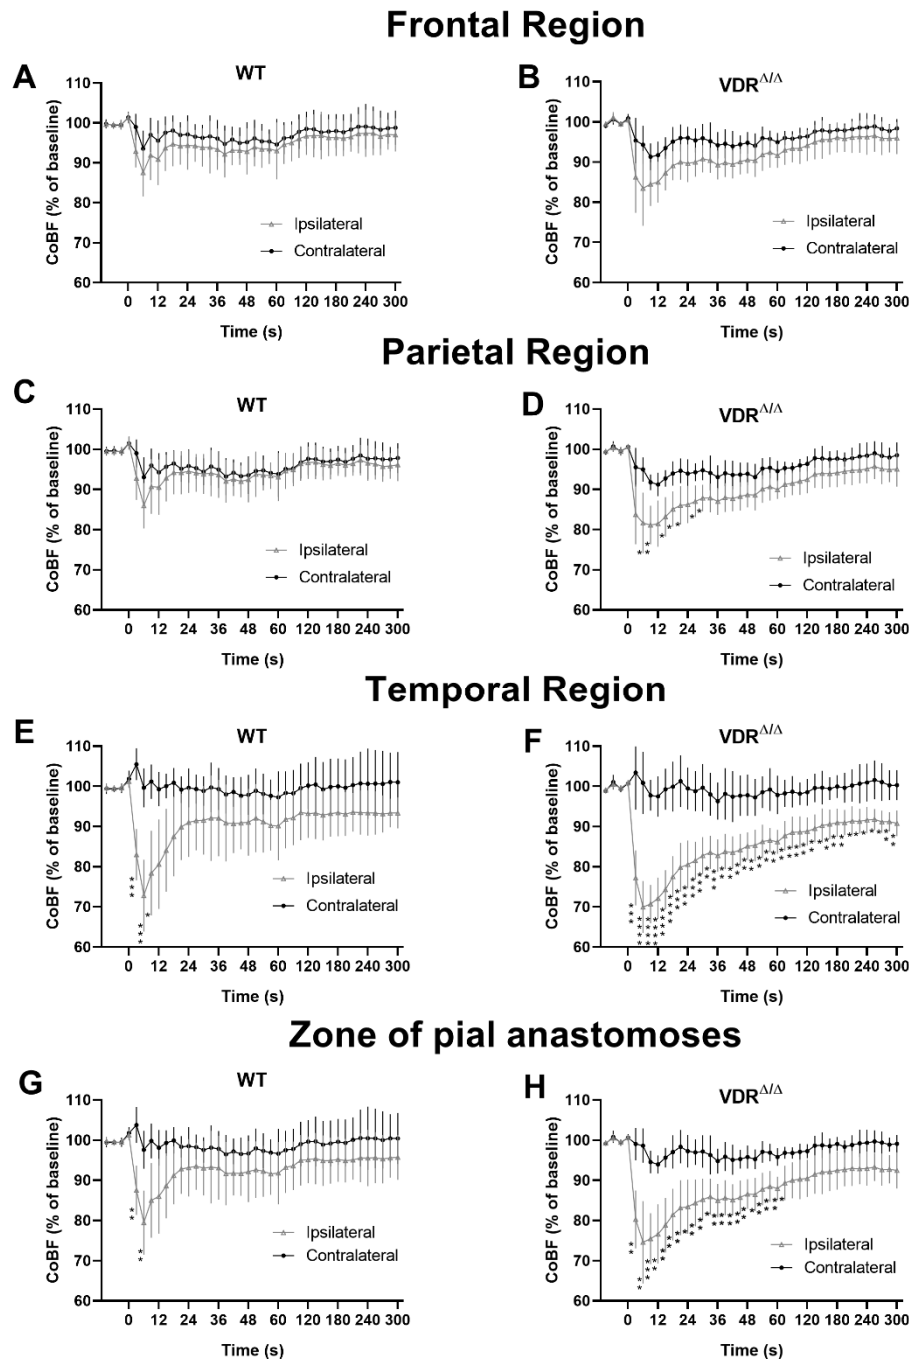 Frontal Region
A
WT
CoBF (% of baseline)
110
100
90
80
70
60
Ipsilateral
Contralateral
0 12 24 36 48 60 120 180 240 300
Time (s)
B
VDR^Δ/Δ
CoBF (% of baseline)
110
100
90
80
70
60
Ipsilateral
Contralateral
0 12 24 36 48 60 120 180 240 300
Time (s)
Parietal Region
C
WT
CoBF (% of baseline)
110
100
90
80
70
60
Ipsilateral
Contralateral
0 12 24 36 48 60 120 180 240 300
Time (s)
D
VDR^Δ/Δ
CoBF (% of baseline)
110
100
90
80
70
60
Ipsilateral
Contralateral
0 12 24 36 48 60 120 180 240 300
Time (s)
Temporal Region
E
WT
CoBF (% of baseline)
110
100
90
80
70
60
Ipsilateral
Contralateral
0 12 24 36 48 60 120 180 240 300
Time (s)
F
VDR^Δ/Δ
CoBF (% of baseline)
110
100
90
80
70
60
Ipsilateral
Contralateral
0 12 24 36 48 60 120 180 240 300
Time (s)
Zone of pial anastomoses
G
WT
CoBF (% of baseline)
110
100
90
80
70
60
Ipsilateral
Contralateral
0 12 24 36 48 60 120 180 240 300
Time (s)
H
VDR^Δ/Δ
CoBF (% of baseline)
110
100
90
80
70
60
Ipsilateral
Contralateral
0 12 24 36 48 60 120 180 240 300
Time (s)